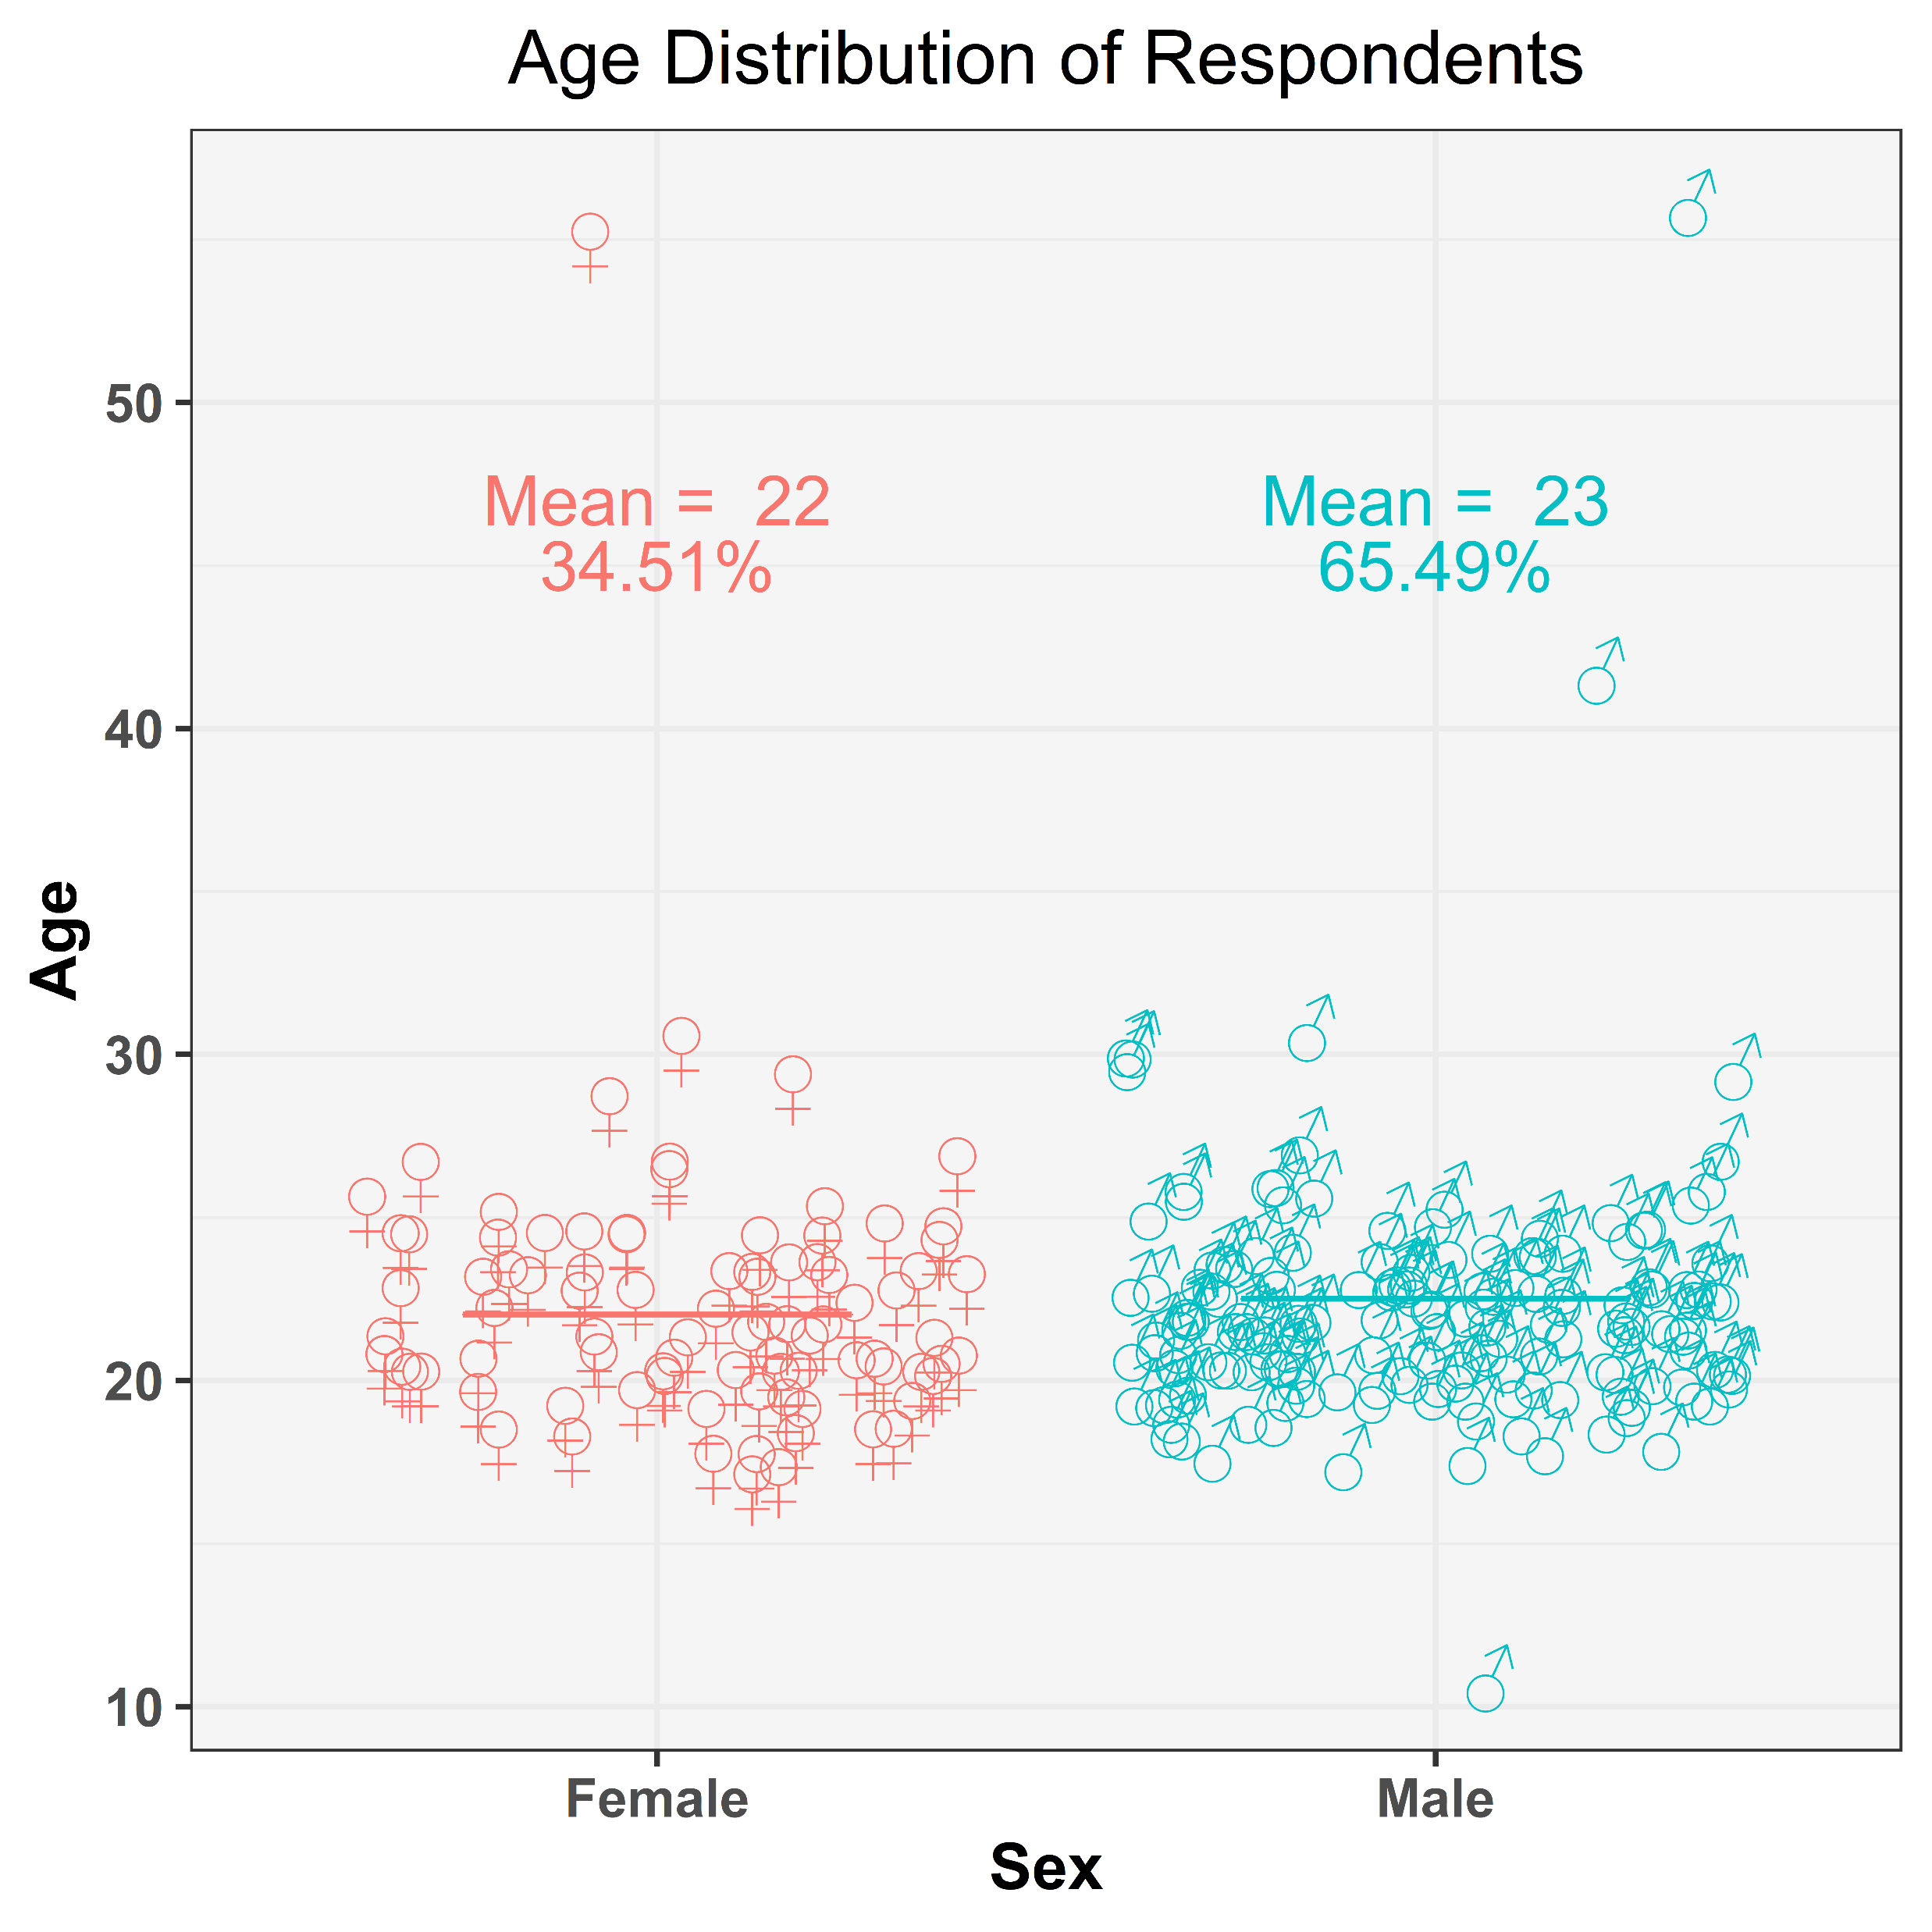 Age Distribution of Respondents
50
40
30
20
10
Age
Mean = 22
34.51%
Mean = 23
65.49%
Female
Male
Sex